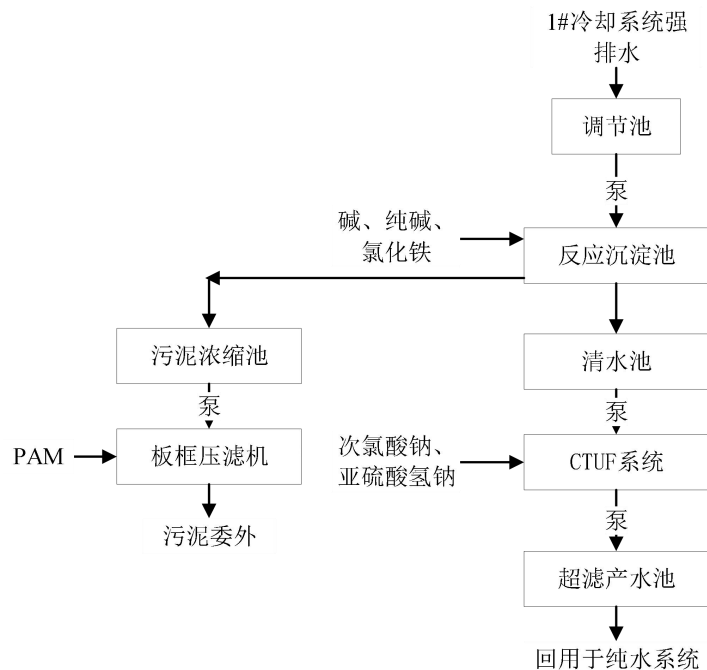 1#冷却系统强
排水
调节池
泵
碱、纯碱、
氯化铁
反应沉淀池
污泥浓缩池
清水池
泵
泵
PAM
板框压滤机
次氯酸钠、
亚硫酸氢钠
CTUF系统
污泥委外
泵
超滤产水池
回用于纯水系统